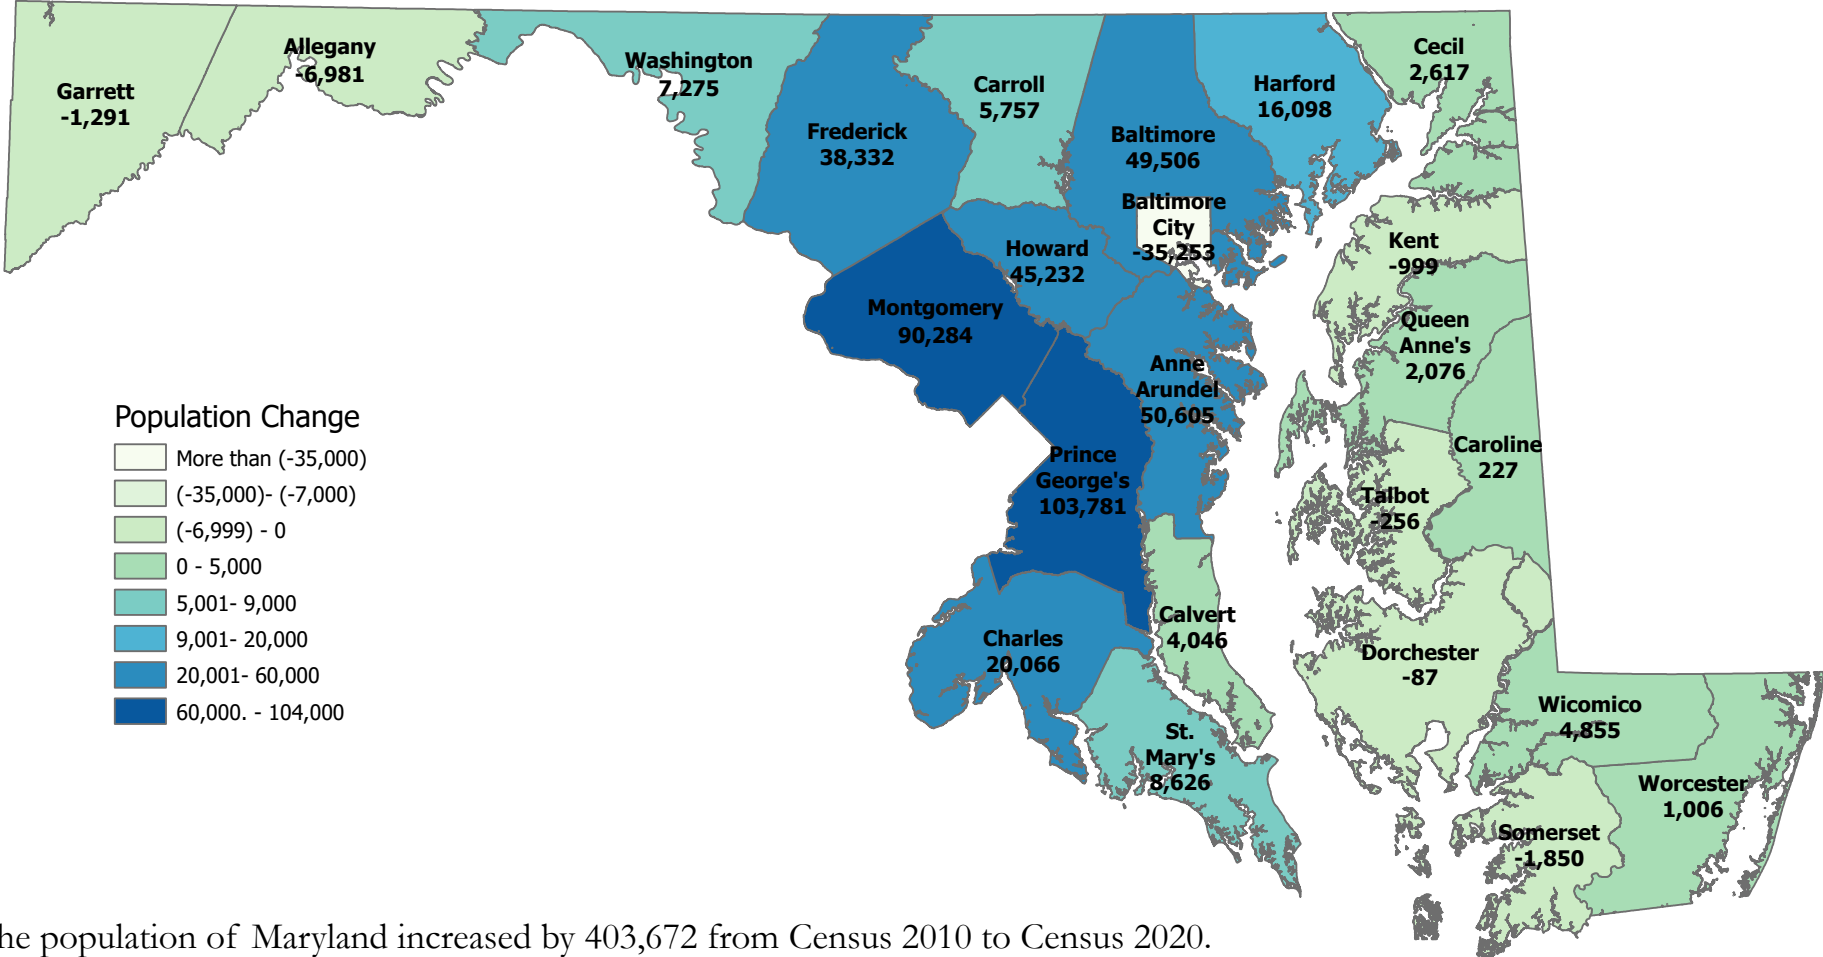 Garrett
-1,291
Allegany
-6,981
Washington
7,275
Frederick
38,332
Carroll
5,757
Baltimore
49,506
Harford
16,098
Cecil
2,617
Baltimore
City
-35,253
Howard
45,232
Montgomery
90,284
Kent
-999
Queen
Anne's
2,076
Anne
Arundel
50,605
Prince
George's
103,781
Caroline
227
Talbot
-256
Calvert
4,046
Charles
20,066
Dorchester
-87
St.
Mary's
8,626
Wicomico
4,855
Worcester
1,006
Somerset
-1,850
Population Change
More than (-35,000)
(-35,000)- (-7,000)
(-6,999) - 0
0 - 5,000
5,001- 9,000
9,001- 20,000
20,001- 60,000
60,000. - 104,000
he population of Maryland increased by 403,672 from Census 2010 to Census 2020.